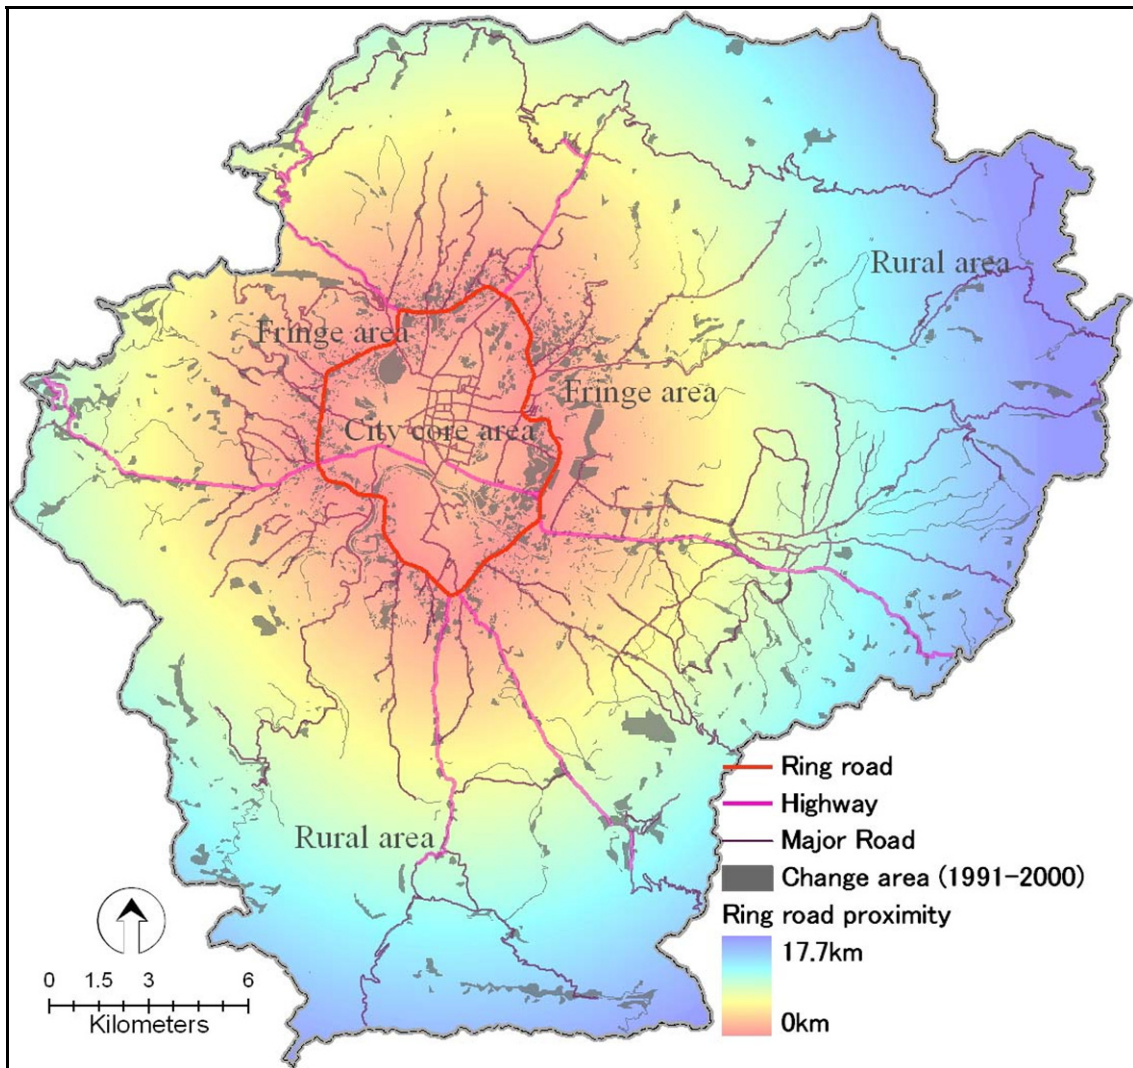 Rural area
Fringe area
Fringe area
City core area
Rural area
Ring road
Highway
Major Road
Change area (1991-2000)
Ring road proximity
17.7km
0km
0 1.5 3 6
Kilometers